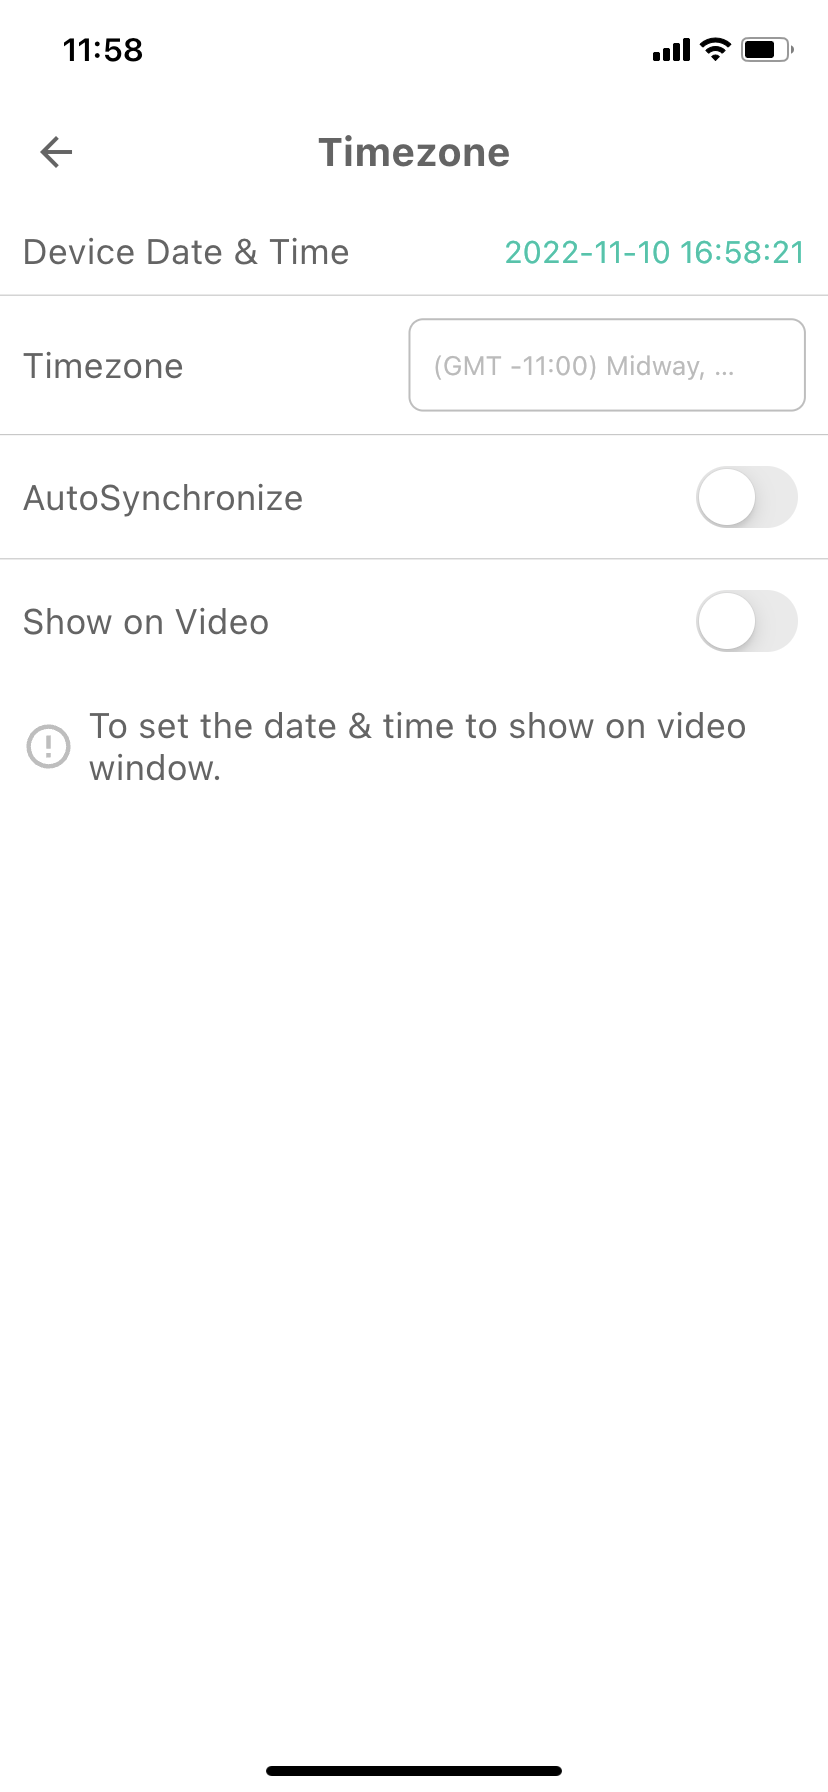 11:58
Timezone
Device Date & Time 2022-11-10 16:58:21
Timezone (GMT -11:00) Midway, ...
AutoSynchronize
Show on Video
To set the date & time to show on video
window.